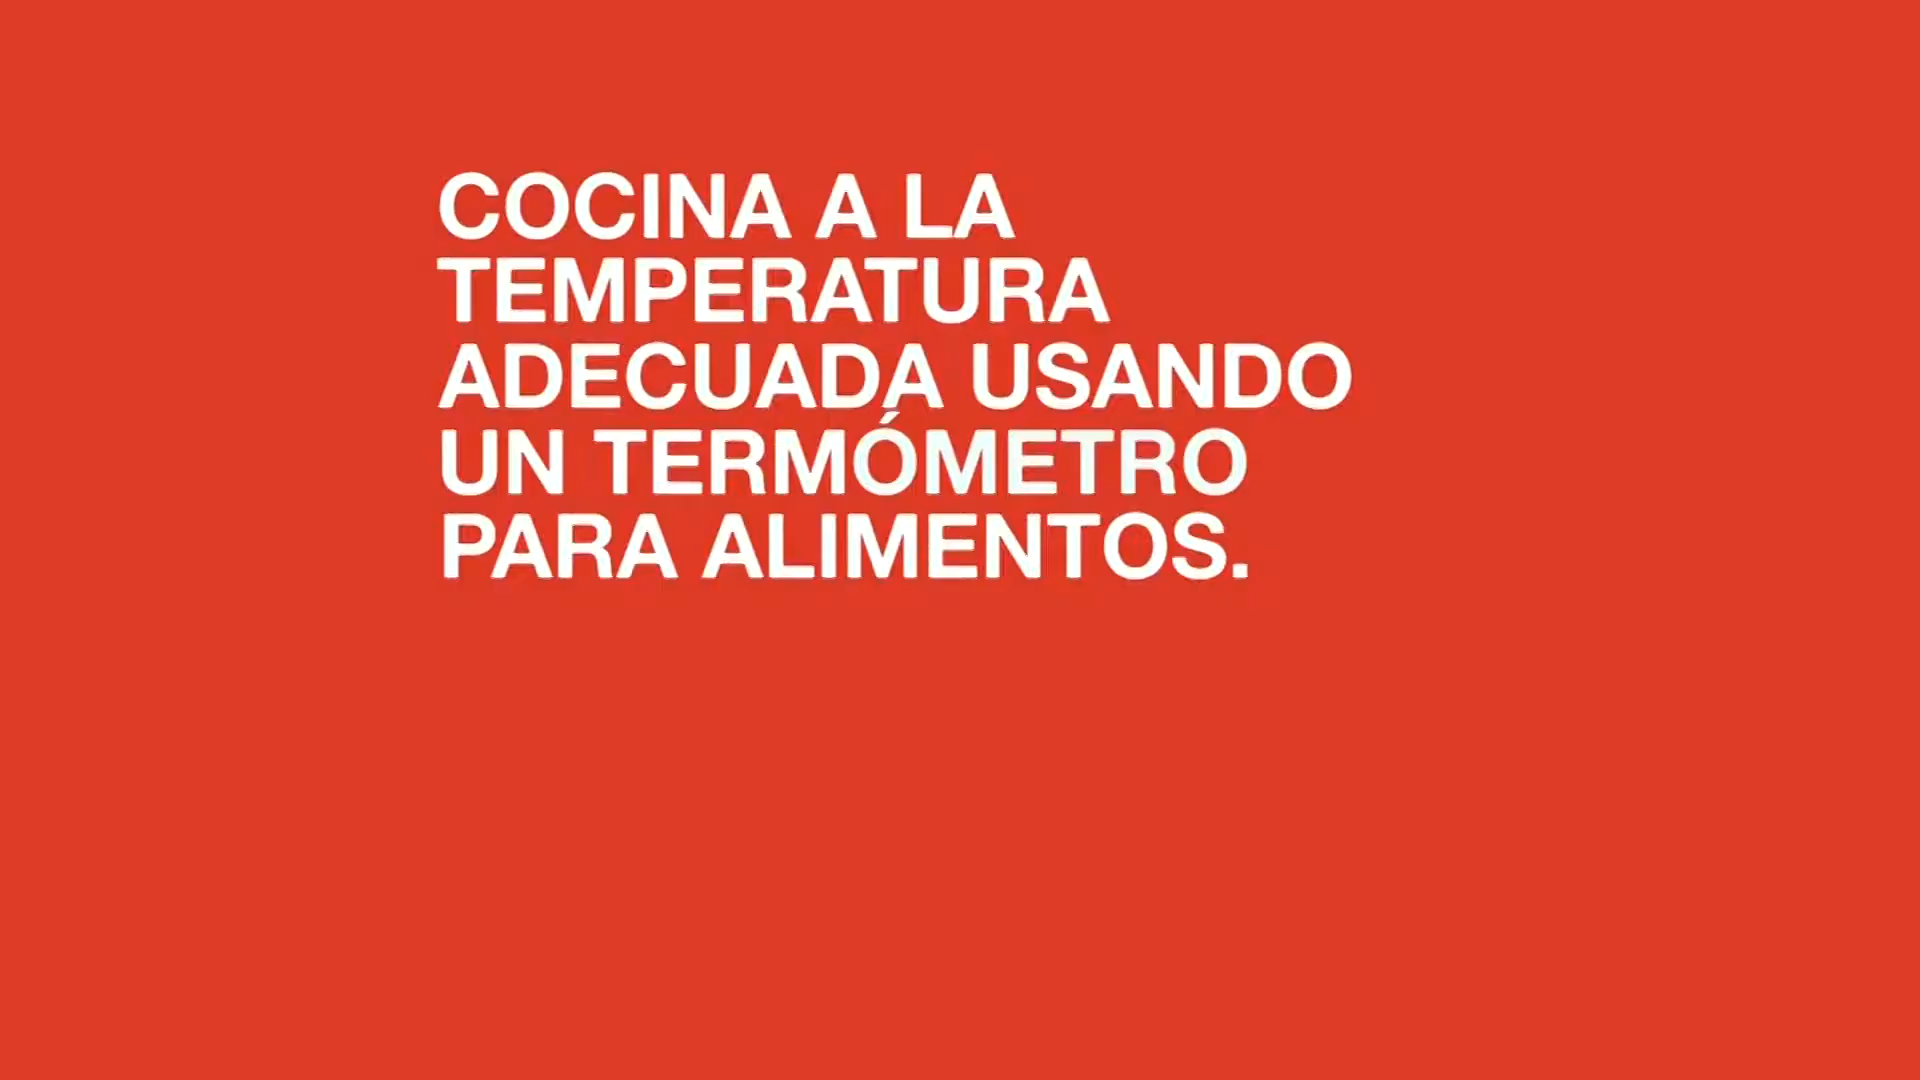 COCINA A LA
TEMPERATURA
ADECUADA USANDO
UN TERMÓMETRO
PARA ALIMENTOS.